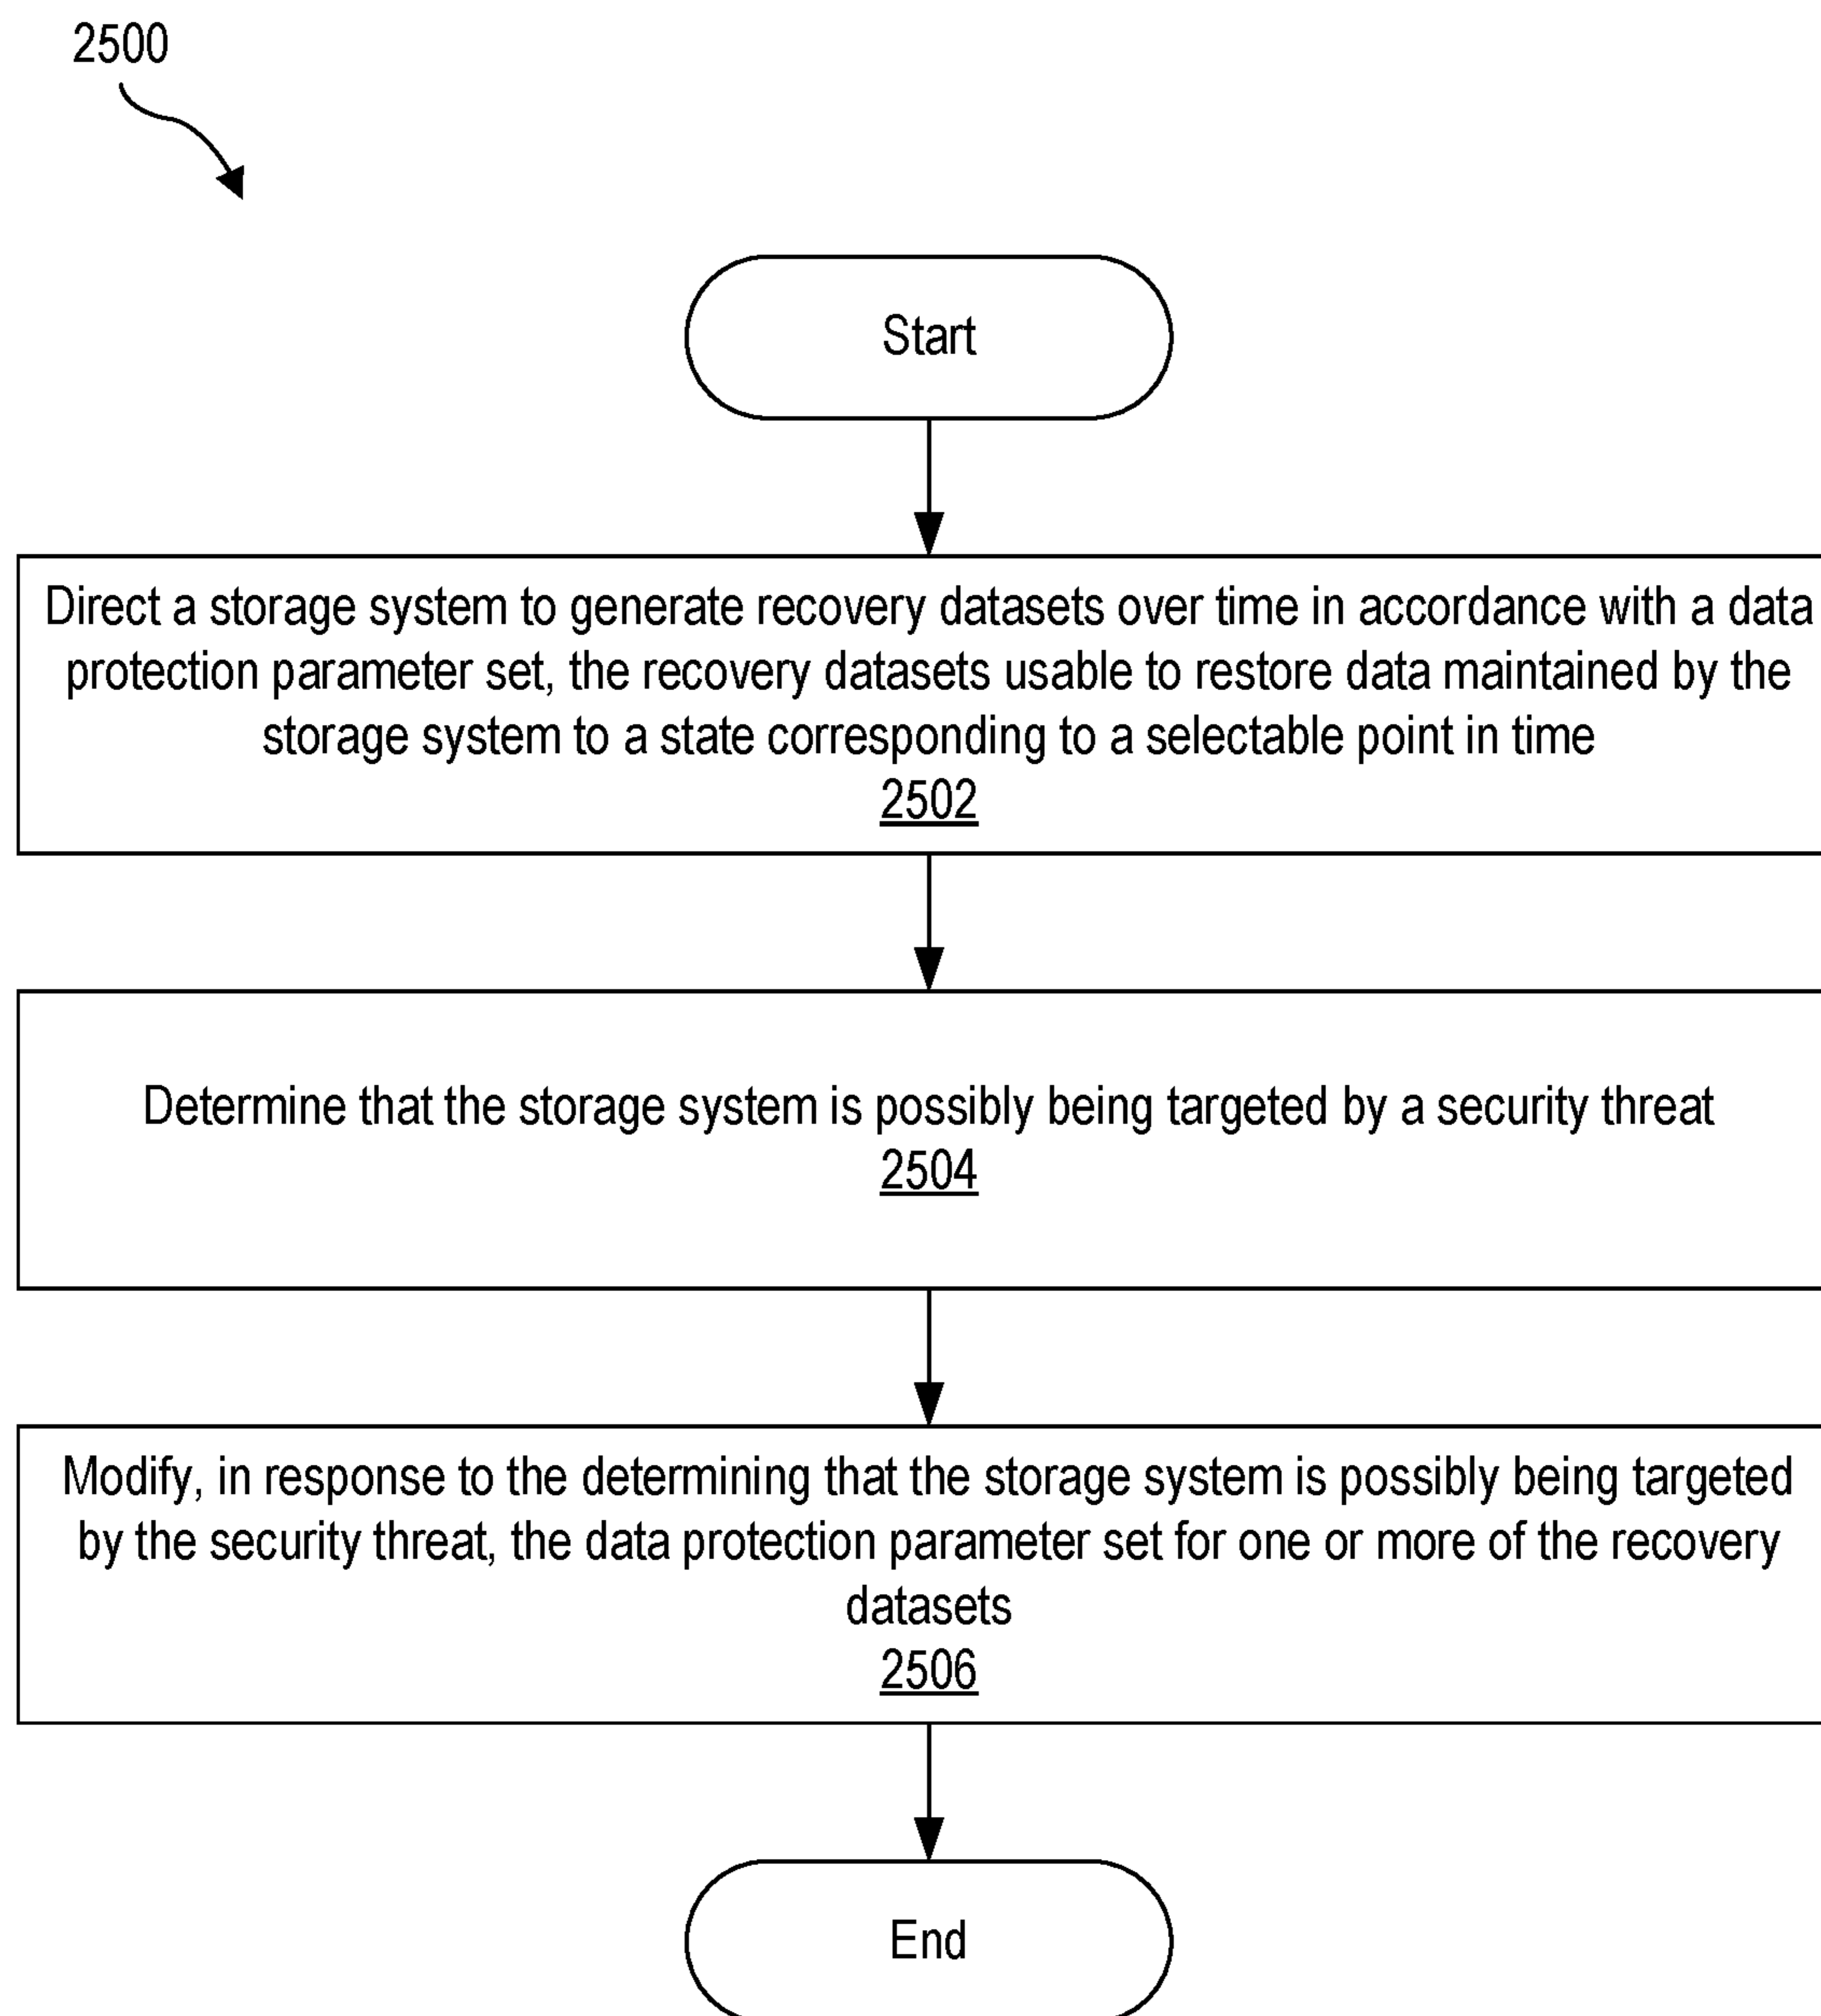 2500
Start
Direct a storage system to generate recovery datasets over time in accordance with a data
protection parameter set, the recovery datasets usable to restore data maintained by the
storage system to a state corresponding to a selectable point in time
2502
Determine that the storage system is possibly being targeted by a security threat
2504
Modify, in response to the determining that the storage system is possibly being targeted
by the security threat, the data protection parameter set for one or more of the recovery
datasets
2506
End